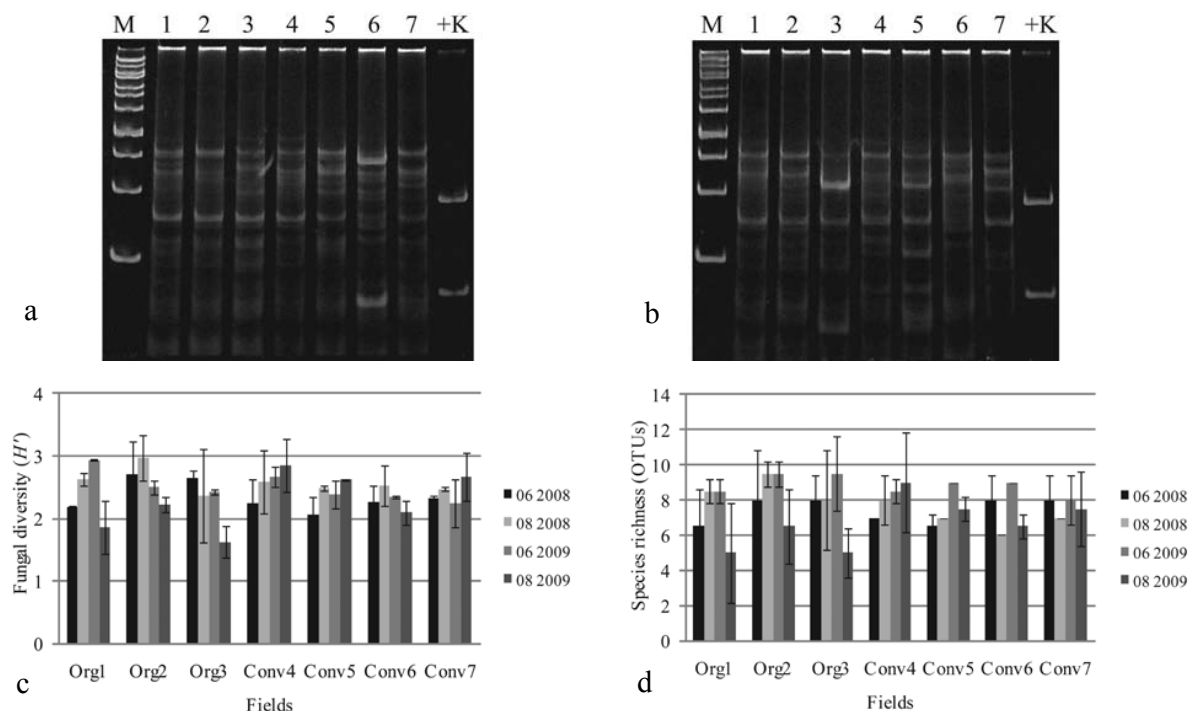 M 1 2 3 4 5 6 7 +K
a
M 1 2 3 4 5 6 7 +K
b
4
3
2
1
0
Fungal diversity (H')
Org1 Org2 Org3 Conv4 Conv5 Conv6 Conv7
Fields
06 2008
08 2008
06 2009
08 2009
c
14
12
10
8
6
4
2
0
Species richness (OTUs)
Org1 Org2 Org3 Conv4 Conv5 Conv6 Conv7
Fields
06 2008
08 2008
06 2009
08 2009
d